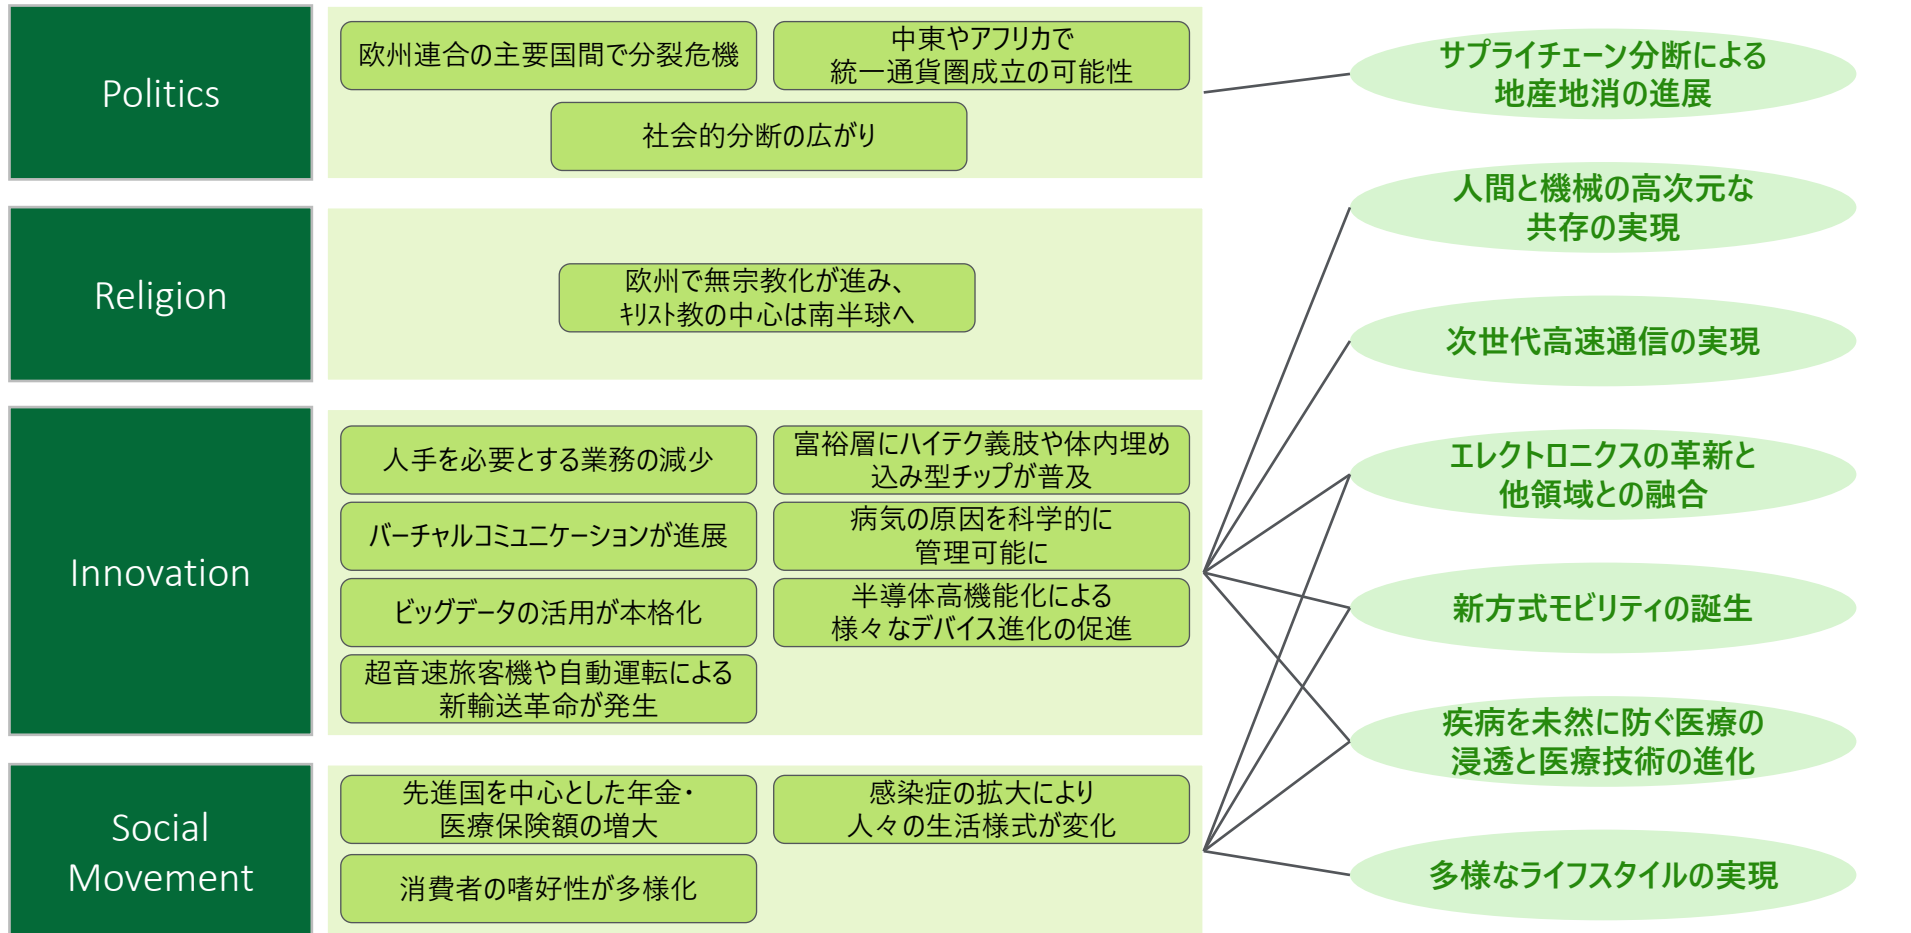 Politics
欧州連合の主要国間で分裂危機
中東やアフリカで
統一通貨圏成立の可能性
社会的分断の広がり
Religion
欧州で無宗教化が進み、
ｷﾘｽﾄ教の中心は南半球へ
Innovation
人手を必要とする業務の減少
富裕層にハイテク義肢や体内埋め
込み型チップが普及
バーチャルコミュニケーションが進展
病気の原因を科学的に
管理可能に
ビッグデータの活用が本格化
半導体高機能化による
様々なデバイス進化の促進
超音速旅客機や自動運転による
新輸送革命が発生
Social
Movement
先進国を中心とした年金・
医療保険額の増大
感染症の拡大により
人々の生活様式が変化
消費者の嗜好性が多様化
サプライチェーン分断による
地産地消の進展
人間と機械の高次元な
共存の実現
次世代高速通信の実現
エレクトロニクスの革新と
他領域との融合
新方式モビリティの誕生
疾病を未然に防ぐ医療の
浸透と医療技術の進化
多様なライフスタイルの実現